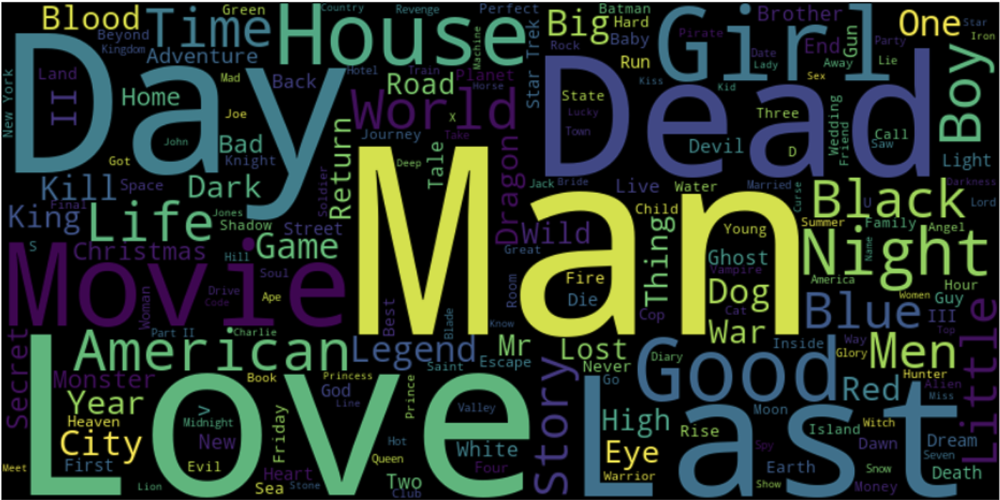 Blood
Green
Country
Revenge
Perfect
Batman
Brother
One
Star
Beyond
Time
House
Big
Hard
Girl
Pirate
Iron
Kingdom
Adventure
Machine
Star Trek
Rock
Baby
Date
End
Gun
Party
Day
Land
II
Mad
Back
Hotel
Train
Planet
Run
Lady
Away
Lie
Boy
New York
Home
Road
Horse
Kiss
Sex
Kid
Dead
Joe
World
x
State
Lucky
Three
Wedding
Friend
John
Bad
Return
Journey
Take
Town
Devil
D
Call
Saw
Got
Knight
Deep
Tale
Dragon
Light
Kill
Space
Dark
Soldier
Man
Jack
Bride
Live
Water
Married
Curse
Black
U
Darkness
Final
King
Life
Jones
Shadow
Street
Wild
Child
Young
Summer
Family
Lord
Angel
S
Christmas
Hill
Game
Great
Thing
Ghost
Night
Name
Movie
Soul
Room
Fire
Vampire
America
Hour
Woman
Drive
Code
Ape
Die
Dog
Women
Guy
Best
Blade
Know
Cop
Cat
Blue
III
Top
Little
Secret
Part II
Charlie
War
American
Legend
Mr
Lost
Inside
Way
Men
Saint
Escape
Never
Good
Diary
Glory
Monster
Book
Princess
Story
Go
Hunter
Year
God
Line
Prince
Red
Alien
Miss
Love
Heaven
>
Midnight
Friday
Valley
High
Moon
Last
City
New
Hot
White
Rise
Island
Witch
First
Evil
Queen
Eye
Spy
Dawn
Dream
Seven
Meet
Heart
Four
Warrior
Earth
Snow
Death
Lion
Sea
Stone
Two
Club
Show
Money